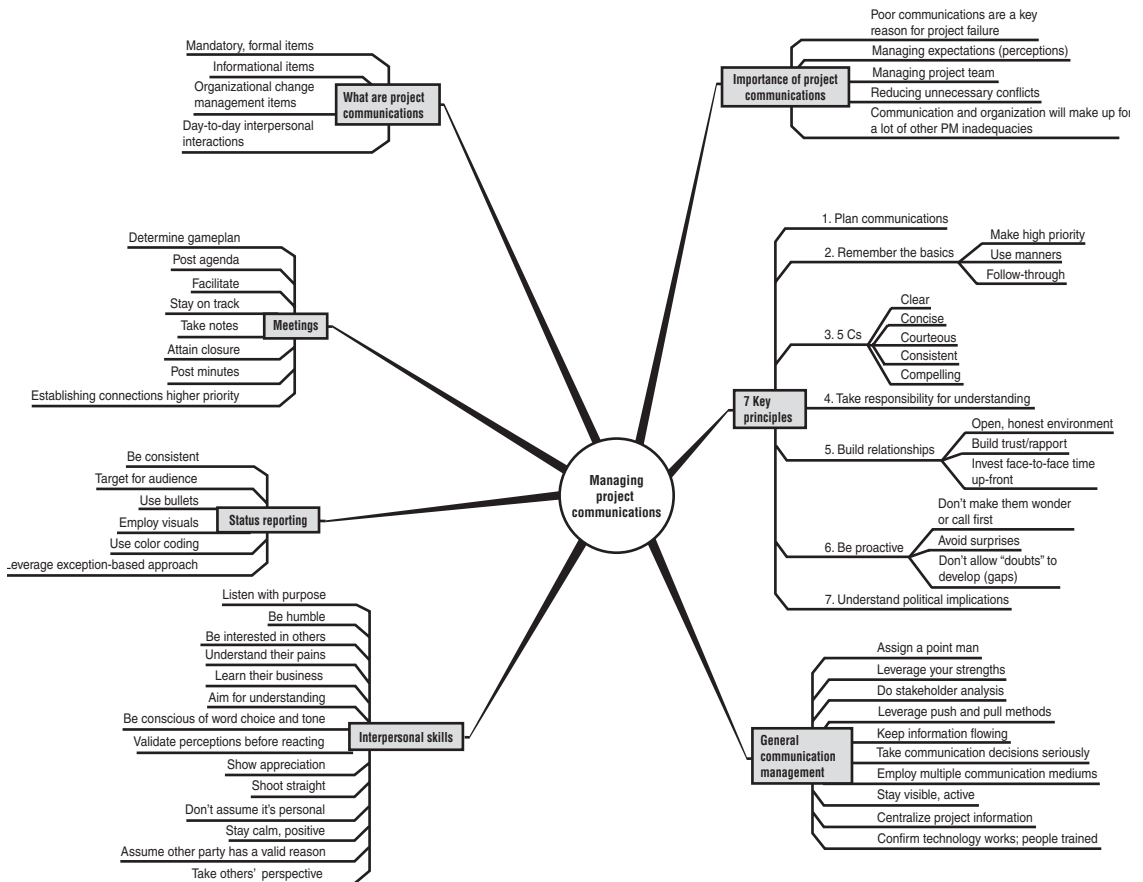 Managing
project
communications
What are project
communications
Mandatory, formal items
Informational items
Organizational change
management items
Day-to-day interpersonal
interactions
Meetings
Determine gameplan
Post agenda
Facilitate
Stay on track
Take notes
Attain closure
Post minutes
Establishing connections higher priority
Status reporting
Be consistent
Target for audience
Use bullets
Employ visuals
Use color coding
Leverage exception-based approach
Interpersonal skills
Listen with purpose
Be humble
Be interested in others
Understand their pains
Learn their business
Aim for understanding
Be conscious of word choice and tone
Validate perceptions before reacting
Show appreciation
Shoot straight
Don't assume it's personal
Stay calm, positive
Assume other party has a valid reason
Take others' perspective
Importance of project
communications
Poor communications are a key
reason for project failure
Managing expectations (perceptions)
Managing project team
Reducing unnecessary conflicts
Communication and organization will make up for
a lot of other PM inadequacies
7 Key
principles
1. Plan communications
2. Remember the basics
Make high priority
Use manners
Follow-through
3. 5 Cs
Clear
Concise
Courteous
Consistent
Compelling
4. Take responsibility for understanding
5. Build relationships
Open, honest environment
Build trust/rapport
Invest face-to-face time
up-front
6. Be proactive
Don't make them wonder
or call first
Avoid surprises
Don't allow “doubts” to
develop (gaps)
7. Understand political implications
General
communication
management
Assign a point man
Leverage your strengths
Do stakeholder analysis
Leverage push and pull methods
Keep information flowing
Take communication decisions seriously
Employ multiple communication mediums
Stay visible, active
Centralize project information
Confirm technology works; people trained